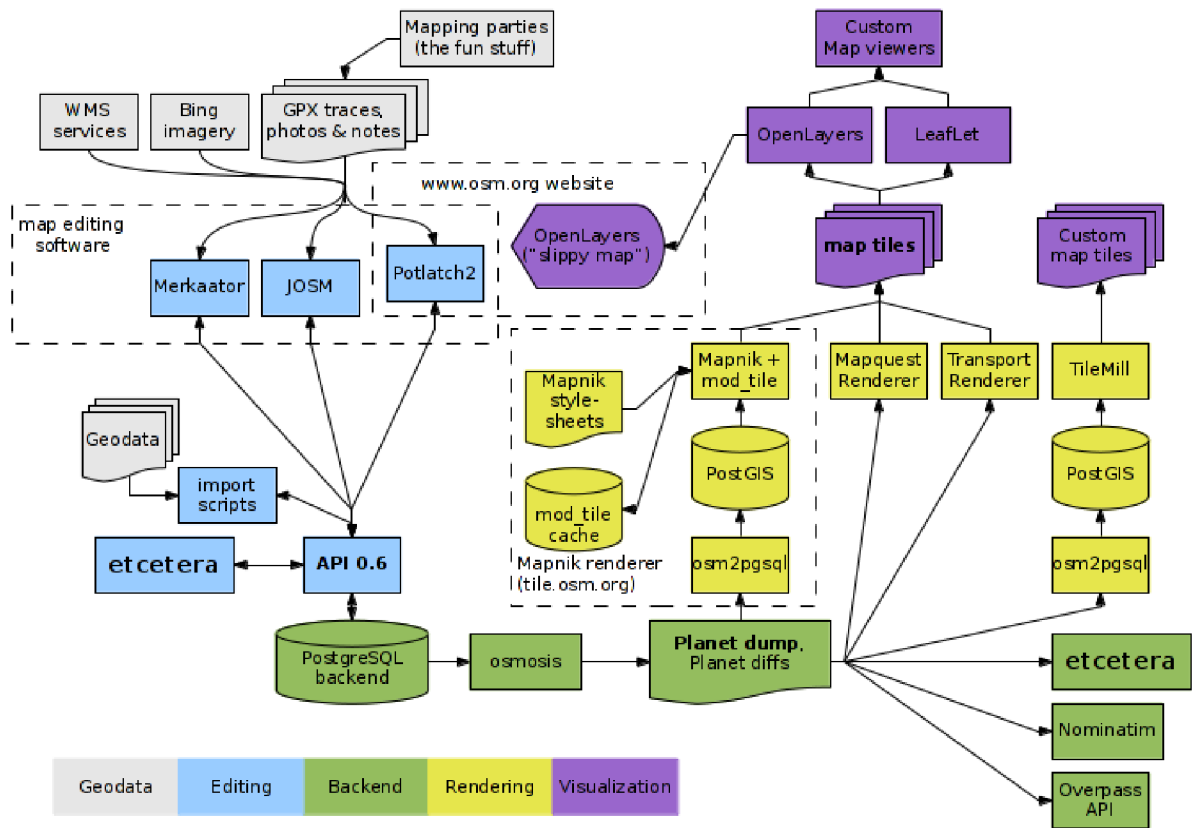 Mapping parties
(the fun stuff)
Custom
Map viewers
WMS
services
Bing
imagery
GPX traces,
photos & notes
OpenLayers
LeafLet
www.osm.org website
map editing
software
OpenLayers
("slippy map")
map tiles
Custom
map tiles
Merkaator
JOSM
Potlatch2
Mapnik
style-
sheets
Mapnik +
mod_tile
Mapquest
Renderer
Transport
Renderer
TileMill
Geodata
import
scripts
PostGIS
PostGIS
mod_tile
cache
Mapnik renderer
(tile.osm.org)
osm2pgsql
osm2pgsql
etcetera
API 0.6
PostgreSQL
backend
osmosis
Planet dump,
Planet diffs
etcetera
Nominatim
Overpass
API
Geodata
Editing
Backend
Rendering
Visualization